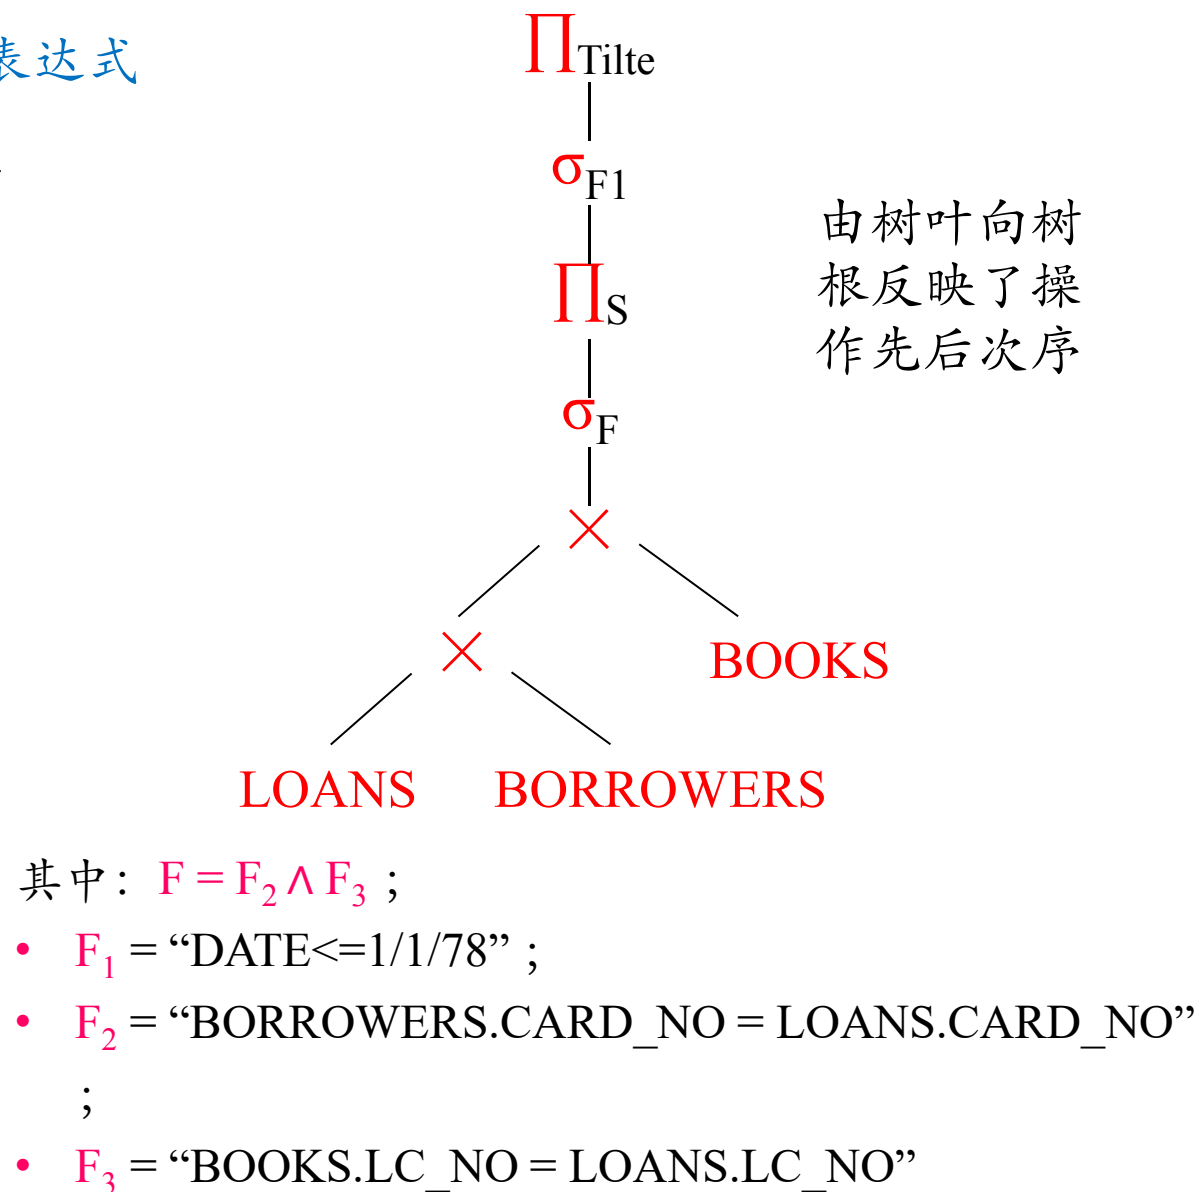 表达式
∏Tilte
σF1
由树叶向树
根反映了操
作先后次序
∏S
σF
×
×
BOOKS
LOANS
BORROWERS
其中：F = F2 ∧ F3；
• F1 = “DATE<=1/1/78”；
• F2 = “BORROWERS.CARD_NO = LOANS.CARD_NO”
；
• F3 = “BOOKS.LC_NO = LOANS.LC_NO”